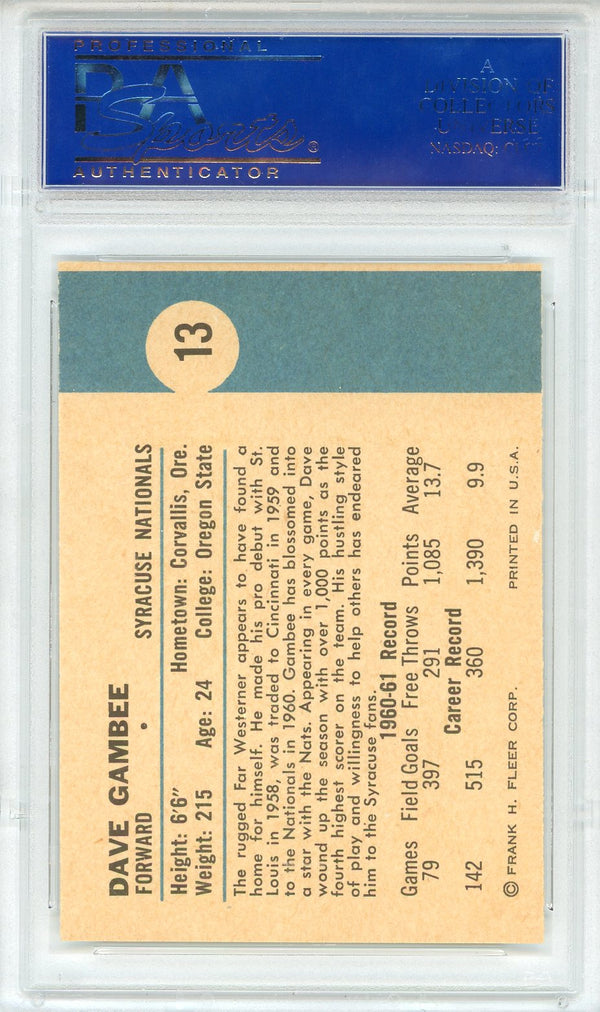 PROFESSIONAL
PSA
Sports ®
AUTHENTICATOR
A
DIVISION OF
COLLECTORS
UNIVERSE
NASDAQ:
13
DAVE GAMBEE
FORWARD • SYRACUSE NATIONALS
Height: 6'6" Hometown: Corvallis, Ore.
Weight: 215 Age: 24 College: Oregon State
The rugged Far Westerner appears to have found a
home for himself. He made his pro debut with St.
Louis in 1958, was traded to Cincinnati in 1959 and
to the Nationals in 1960. Gambee has blossomed into
a star with the Nats. Appearing in every game, Dave
wound up the season with over 1,000 points as the
fourth highest scorer on the team. His hustling style
of play and willingness to help others has endeared
him to the Syracuse fans.
1960-61 Record
Games Field Goals Free Throws Points Average
79 397 291 1,085 13.7
Career Record
142 515 360 1,390 9.9
© FRANK H. FLEER CORP. PRINTED IN U.S.A.